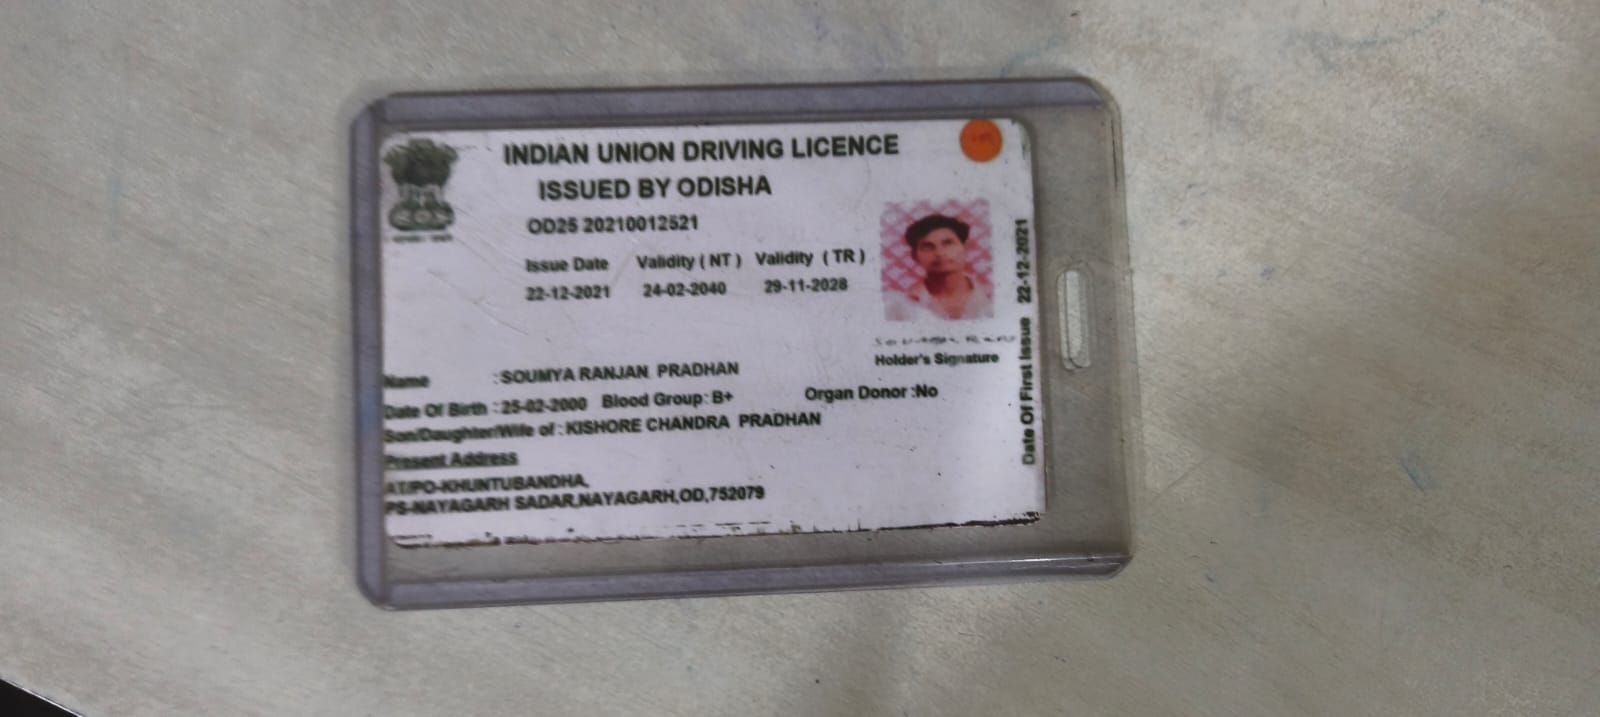 INDIAN UNION DRIVING LICENCE
ISSUED BY ODISHA
OD25 20210012521
Issue Date Validity ( NT ) Validity ( TR )
22-12-2021 24-02-2040 29-11-2028
Holder's Signature
Date Of First Issue 22-12-2021
Name : SOUMYA RANJAN PRADHAN
Date Of Birth : 25-02-2000 Blood Group: B+ Organ Donor :No
Son/Daughter/Wife of : KISHORE CHANDRA PRADHAN
Present Address
AT/PO-KHUNTUBANDHA,
PS-NAYAGARH SADAR,NAYAGARH,OD,752079